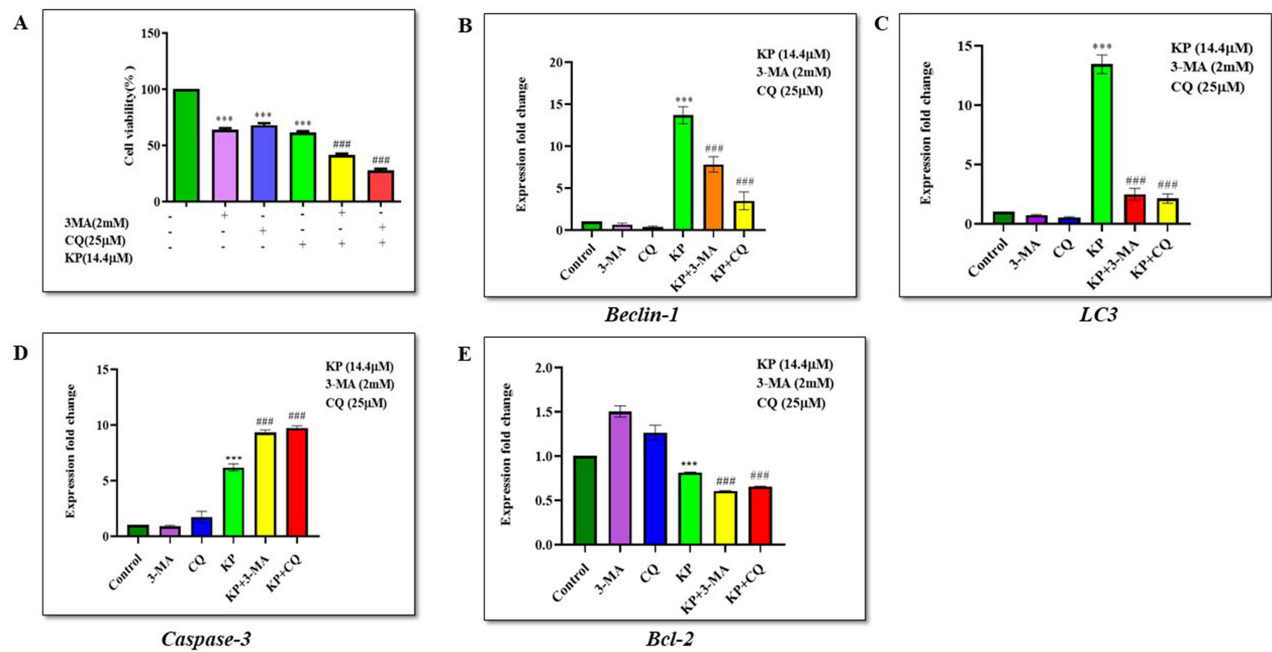 A
150
100
50
0
Cell viability(% )
***
***
***
###
###
- + - - + -
3MA(2mM)
- - + - - +
CQ(25μM)
- - - + + +
KP(14.4μM)
B
KP (14.4μM)
3-MA (2mM)
CQ (25μM)
20
15
10
5
0
Expression fold change
***
###
###
Control
3-MA
CQ
KP
KP+3-MA
KP+CQ
Beclin-1
C
KP (14.4μM)
3-MA (2mM)
CQ (25μM)
15
10
5
0
Expression fold change
***
###
###
Control
3-MA
CQ
KP
KP+3-MA
KP+CQ
LC3
D
KP (14.4μM)
3-MA (2mM)
CQ (25μM)
15
10
5
0
Expression fold change
***
###
###
Control
3-MA
CQ
KP
KP+3-MA
KP+CQ
Caspase-3
E
KP (14.4μM)
3-MA (2mM)
CQ (25μM)
2.0
1.5
1.0
0.5
0.0
Expression fold change
***
###
###
Control
3-MA
CQ
KP
KP+3-MA
KP+CQ
Bcl-2